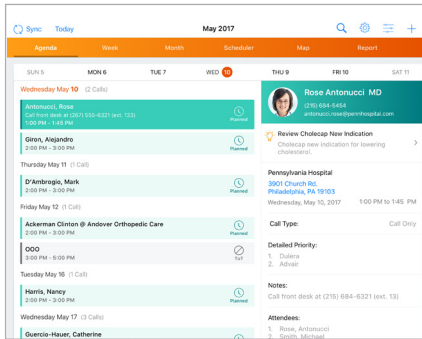 Sync Today May 2017
Agenda Week Month Scheduler Map Report
SUN 5 MON 6 TUE 7 WED 10 THU 9 FRI 10 SAT 11
Wednesday May 10 (2 Calls)
Antonucci, Rose
Call front desk at (267) 555-6321 (ext. 123)
1:00 PM - 1:45 PM
Planned
Giron, Alejandro
2:00 PM - 3:00 PM
Planned
Thursday May 11 (1 Call)
D'Ambrogio, Mark
2:00 PM - 3:00 PM
Planned
Friday May 12 (1 Call)
Ackerman Clinton @ Andover Orthopedic Care
2:00 PM - 3:00 PM
Planned
OOO
3:00 PM - 5:00 PM
Tuesday May 16 (1 Call)
Harris, Nancy
2:00 PM - 3:00 PM
Planned
Wednesday May 17 (3 Calls)
Guercio-Hauer, Catherine
Rose Antonucci MD
(215) 684-5454
antonucci.rose@pennhospital.com
Review Cholecap New Indication
Cholecap new indication for lowering
cholesterol.
Pennsylvania Hospital
3901 Church Rd.
Philadelphia, PA 19103
Wednesday, May 10, 2017 1:00 PM to 1:45 PM
Call Type: Call Only
Detailed Priority:
1. Dulera
2. Advair
Notes:
Call front desk at (215) 684-6321 (ext. 13)
Attendees:
1. Rose, Antonucci
2. Smith, Michael